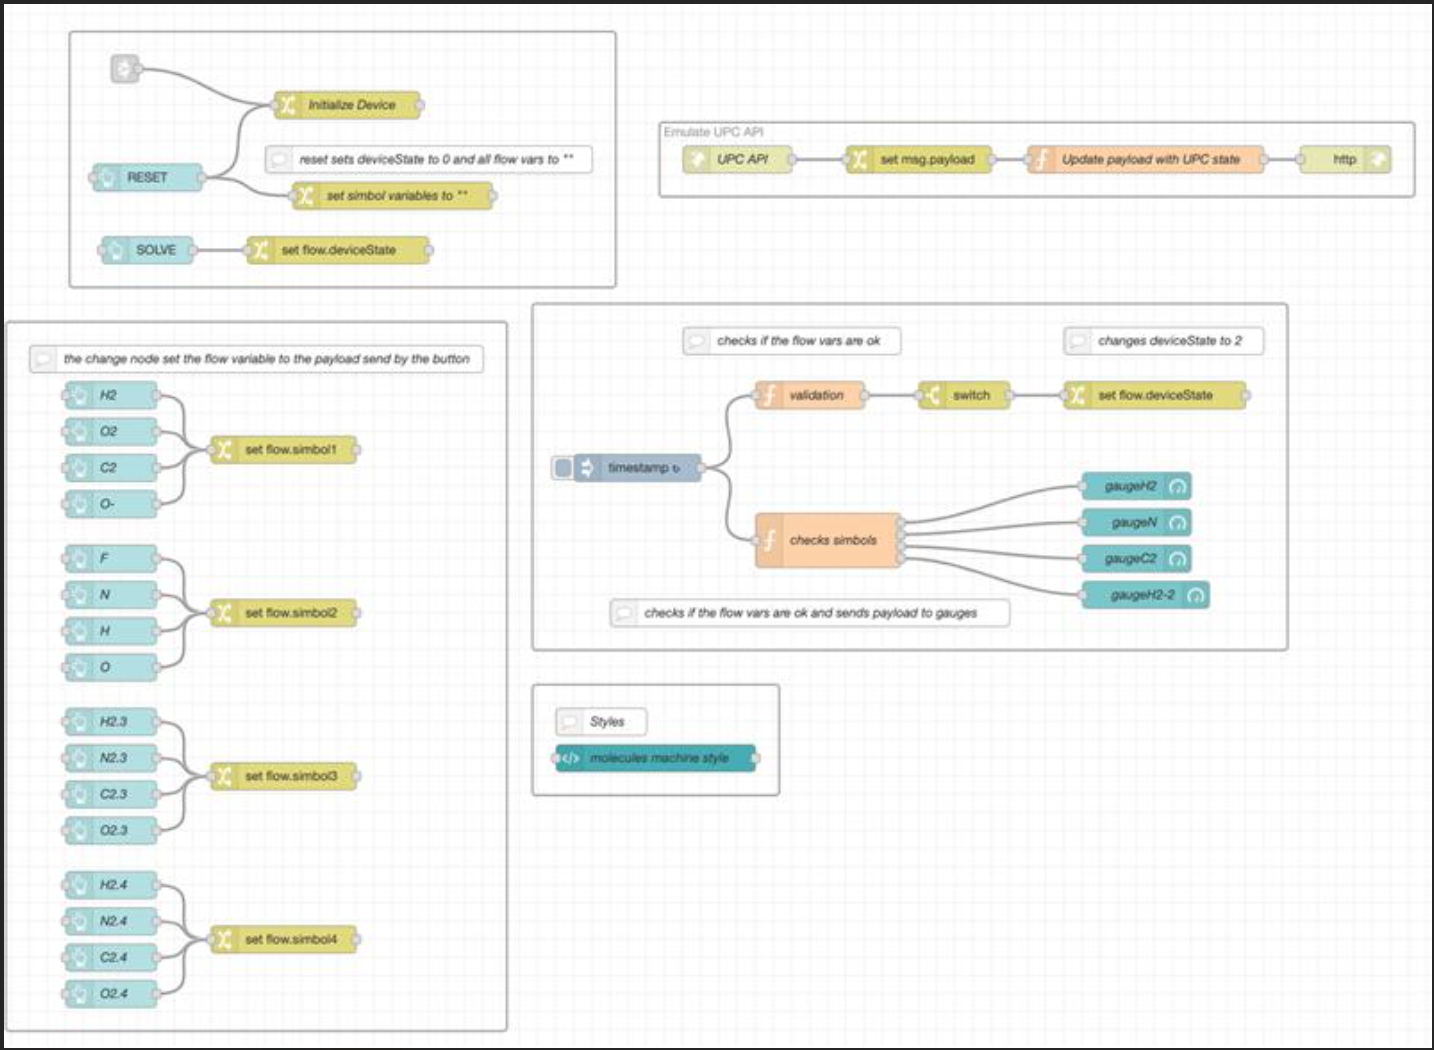 Initialize Device
reset sets deviceState to 0 and all flow vars to ""
RESET
set simbol variables to ""
SOLVE
set flow.deviceState
Emulate UPC API
UPC API
set msg.payload
Update payload with UPC state
http
the change node set the flow variable to the payload send by the button
H2
O2
C2
O-
set flow.simbol1
F
N
H
O
set flow.simbol2
H2.3
N2.3
C2.3
O2.3
set flow.simbol3
H2.4
N2.4
C2.4
O2.4
set flow.simbol4
checks if the flow vars are ok
changes deviceState to 2
validation
switch
set flow.deviceState
timestamp ↻
checks simbols
gaugeH2
gaugeN
gaugeC2
gaugeH2-2
checks if the flow vars are ok and sends payload to gauges
Styles
</> molecules machine style